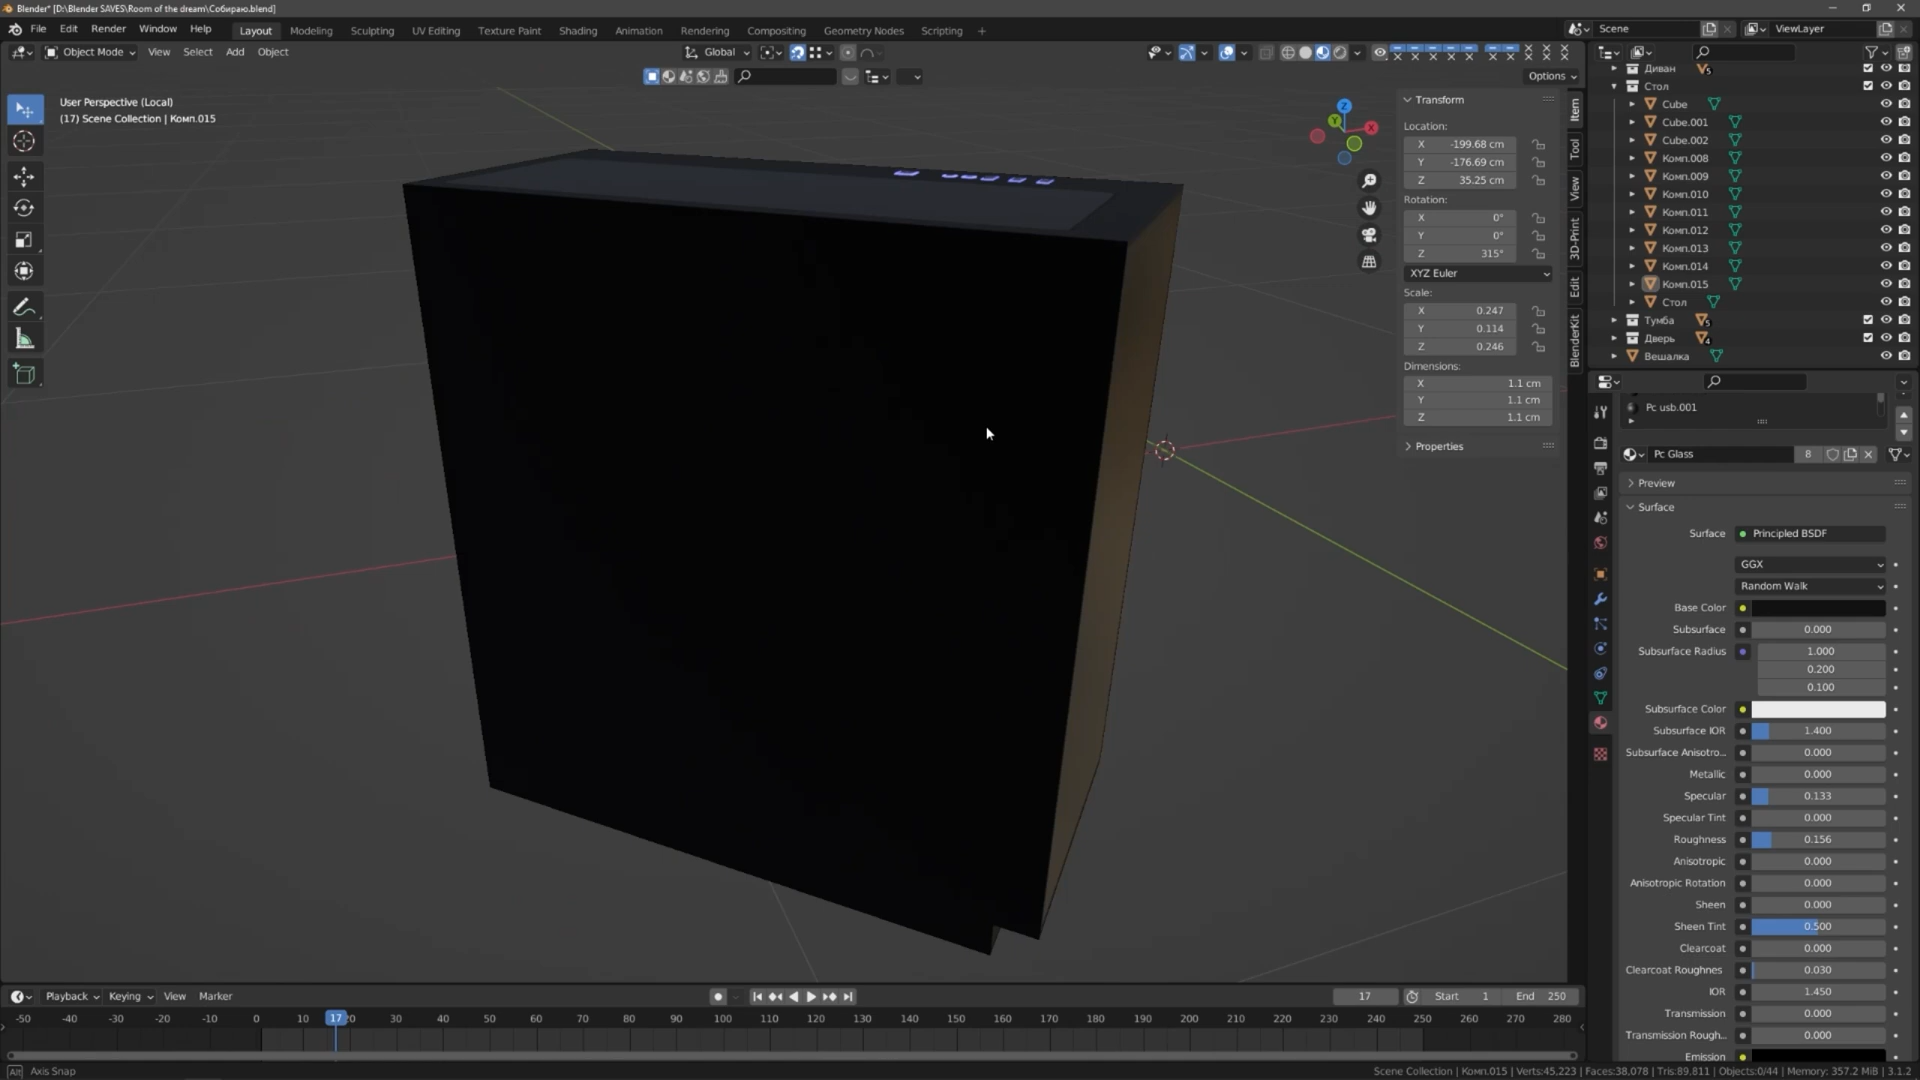 Blender* [D:\Blender SAVES\Room of the dream\Собираю.blend]
File Edit Render Window Help Layout Modeling Sculpting UV Editing Texture Paint Shading Animation Rendering Compositing Geometry Nodes Scripting + Scene ViewLayer
Object Mode View Select Add Object Global
Options
User Perspective (Local)
(17) Scene Collection | Комп.015
Transform
Location:
X -199.68 cm
Y -176.69 cm
Z 35.25 cm
Rotation:
X 0°
Y 0°
Z 315°
XYZ Euler
Scale:
X 0.247
Y 0.114
Z 0.246
Dimensions:
X 1.1 cm
Y 1.1 cm
Z 1.1 cm
Properties
Item
Tool
View
3D-Print
Edit
BlenderKit
Z
Y
X
Диван 5
Стол
Cube
Cube.001
Cube.002
Комп.008
Комп.009
Комп.010
Комп.011
Комп.012
Комп.013
Комп.014
Комп.015
Стол
Тумба 5
Дверь 4
Вешалка
Pc usb.001
Pc Glass 8
Preview
Surface
Surface Principled BSDF
GGX
Random Walk
Base Color
Subsurface 0.000
Subsurface Radius 1.000
0.200
0.100
Subsurface Color
Subsurface IOR 1.400
Subsurface Anisotro... 0.000
Metallic 0.000
Specular 0.133
Specular Tint 0.000
Roughness 0.156
Anisotropic 0.000
Anisotropic Rotation 0.000
Sheen 0.000
Sheen Tint 0.500
Clearcoat 0.000
Clearcoat Roughnes 0.030
IOR 1.450
Transmission 0.000
Transmission Rough... 0.000
Emission
Playback Keying View Marker 17 Start 1 End 250
-50 -40 -30 -20 -10 0 10 17 20 30 40 50 60 70 80 90 100 110 120 130 140 150 160 170 180 190 200 210 220 230 240 250 260 270 280
Alt Axis Snap
Scene Collection | Комп.015 | Verts:45,223 | Faces:38,078 | Tris:89,811 | Objects:0/44 | Memory: 357.2 MiB | 3.1.2